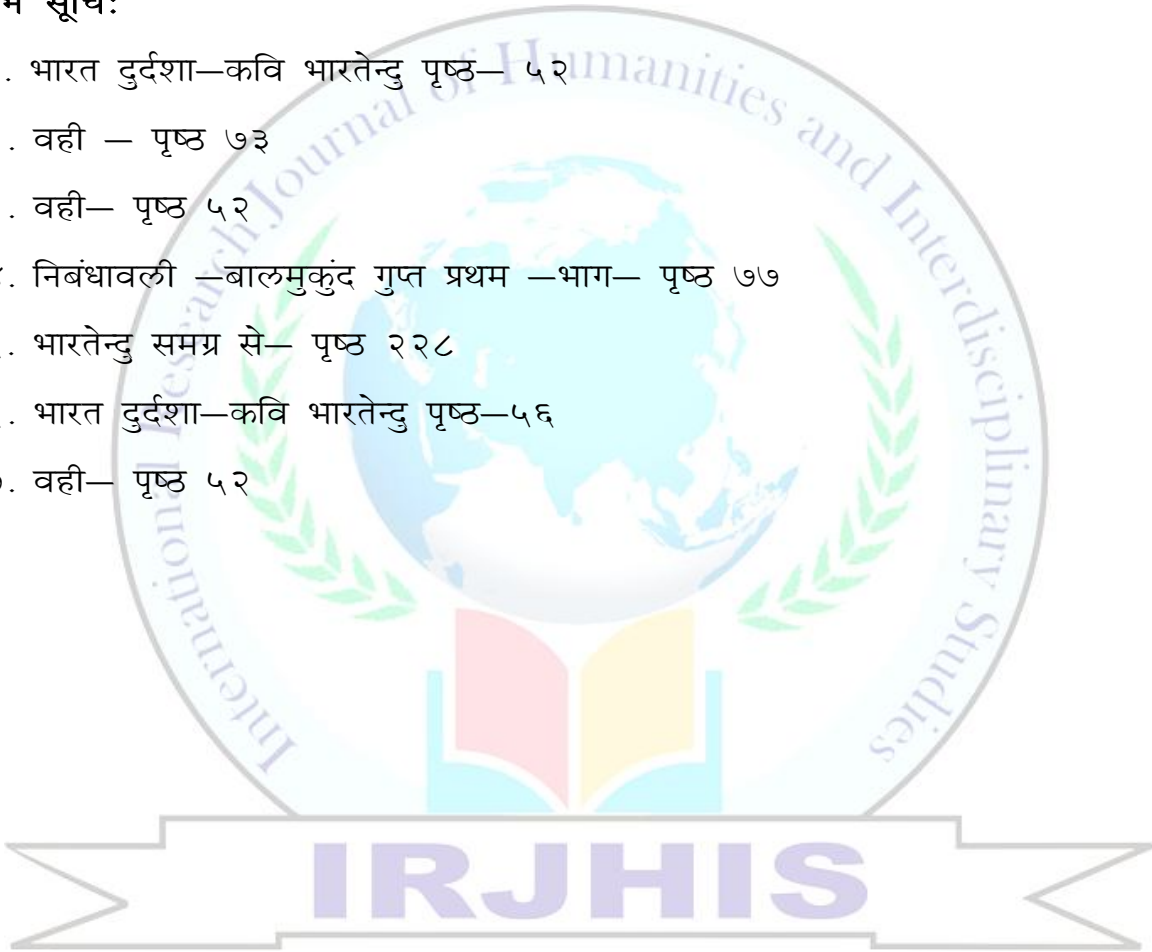 सूचि:
. भारत दुर्दशा—कवि भारतेन्दु पृष्ठ— ५२
. वही — पृष्ठ ७३
. वही— पृष्ठ ५२
. निबंधावली —बालमुकुंद गुप्त प्रथम —भाग— पृष्ठ ७७
. भारतेन्दु समग्र से— पृष्ठ २२८
. भारत दुर्दशा—कवि भारतेन्दु पृष्ठ—५६
. वही— पृष्ठ ५२
International Research Journal of Humanities and Interdisciplinary Studies
IRJHIS